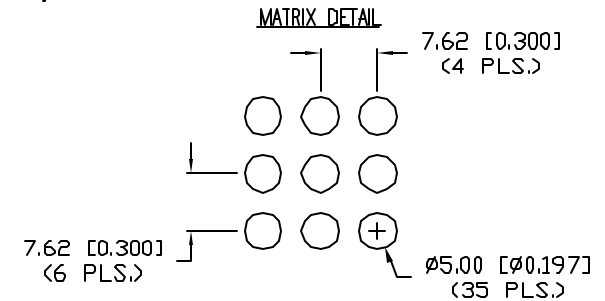 MATRIX DETAIL
7.62 [0.300]
(4 PLS.)
7.62 [0.300]
(6 PLS.)
Ø5.00 [Ø0.197]
(35 PLS.)